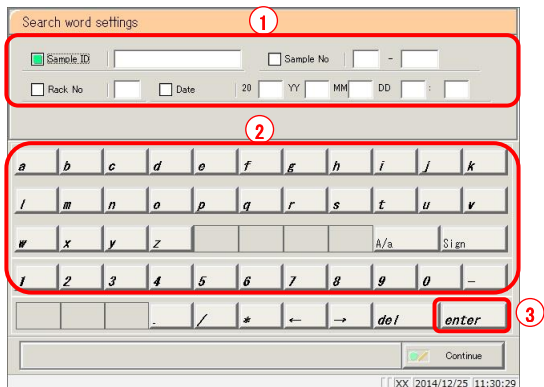 Search word settings
1
Sample ID Sample No -
Rack No Date 20 YY MM DD :
2
a b c d e f g h i j k
l m n o p q r s t u v
w x y z A/a Sign
1 2 3 4 5 6 7 8 9 0 -
. / * ← → del enter
3
Continue
XX 2014/12/25 11:30:29